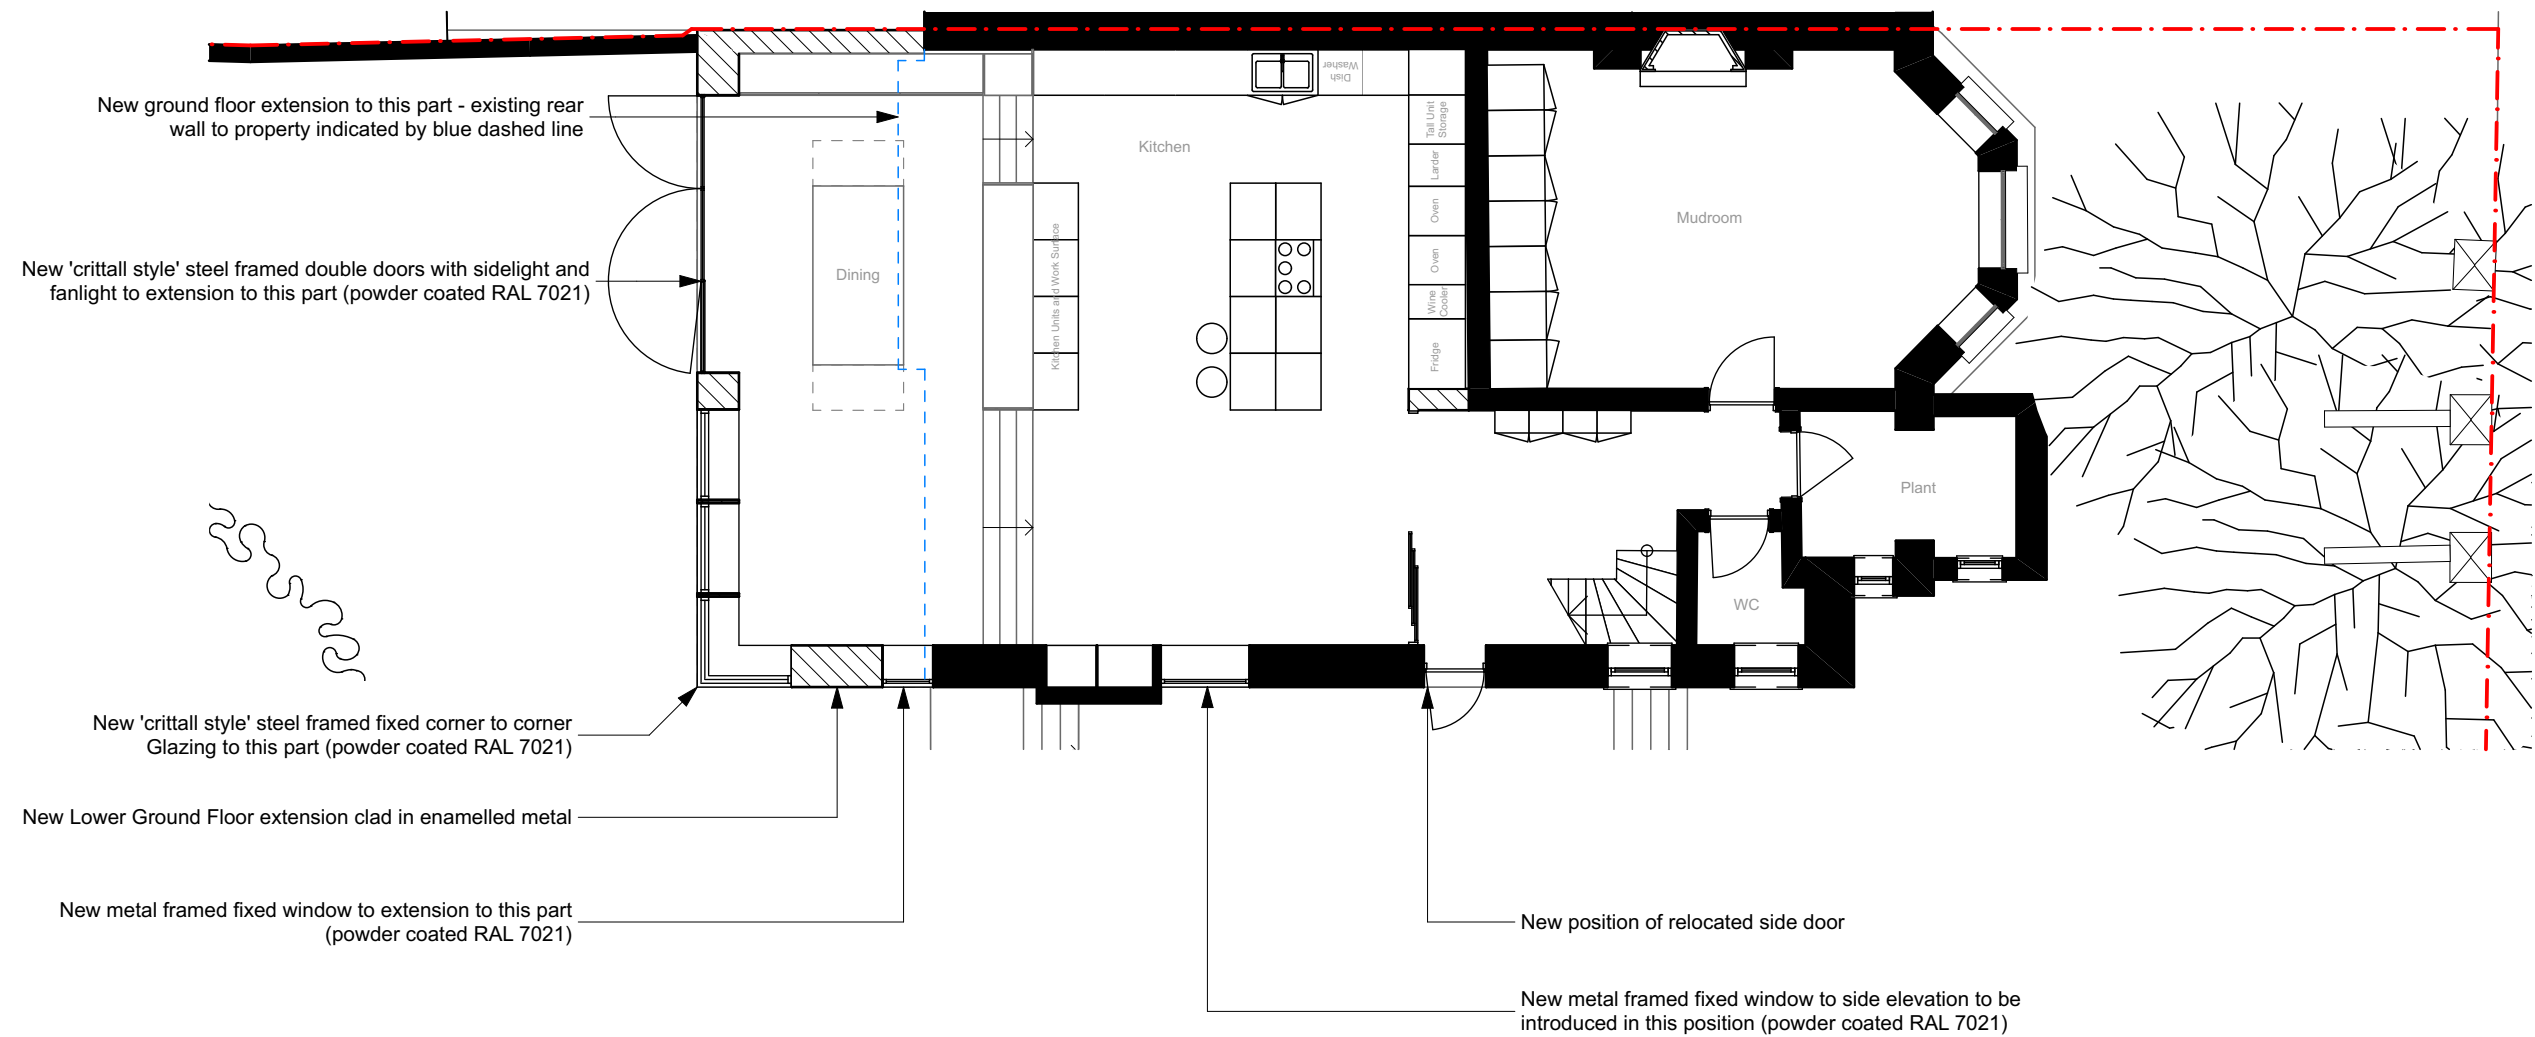 New ground floor extension to this part - existing rear
wall to property indicated by blue dashed line
New 'crittall style' steel framed double doors with sidelight and
fanlight to extension to this part (powder coated RAL 7021)
New 'crittall style' steel framed fixed corner to corner
Glazing to this part (powder coated RAL 7021)
New Lower Ground Floor extension clad in enamelled metal
New metal framed fixed window to extension to this part
(powder coated RAL 7021)
New position of relocated side door
New metal framed fixed window to side elevation to be
introduced in this position (powder coated RAL 7021)
Dining
Kitchen Units and Work Surface
Kitchen
Dish
Washer
Tall Unit
Storage
Larder
Oven
Oven
Wine
Cooler
Fridge
Mudroom
Plant
WC